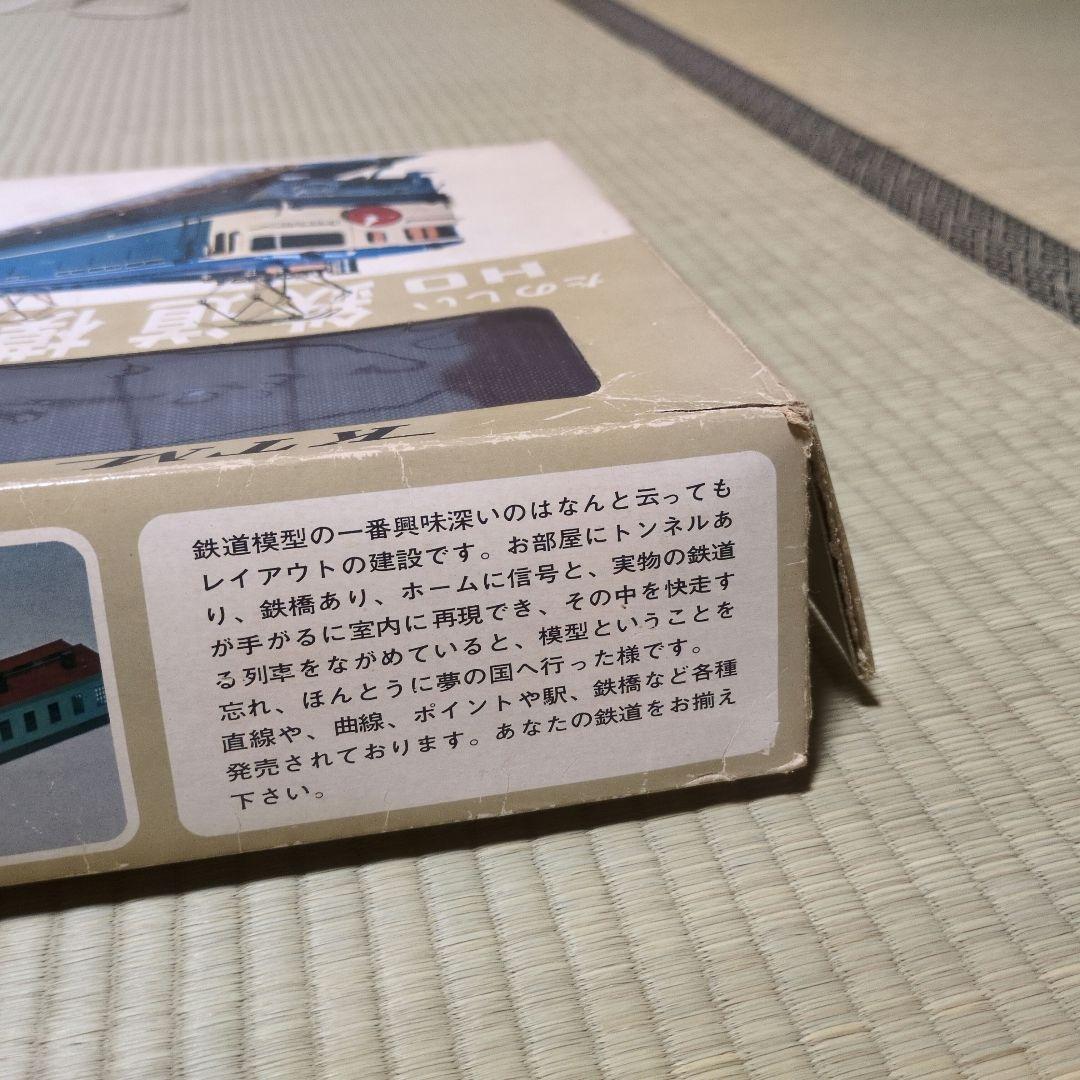 たのしい
HO
鉄道模
KTM
鉄道模型の一番興味深いのはなんと云っても
レイアウトの建設です。お部屋にトンネルあ
り、鉄橋あり、ホームに信号と、実物の鉄道
が手がるに室内に再現でき、その中を快走す
る列車をながめていると、模型ということを
忘れ、ほんとうに夢の国へ行った様です。
直線や、曲線、ポイントや駅、鉄橋など各種
発売されております。あなたの鉄道をお揃え
下さい。